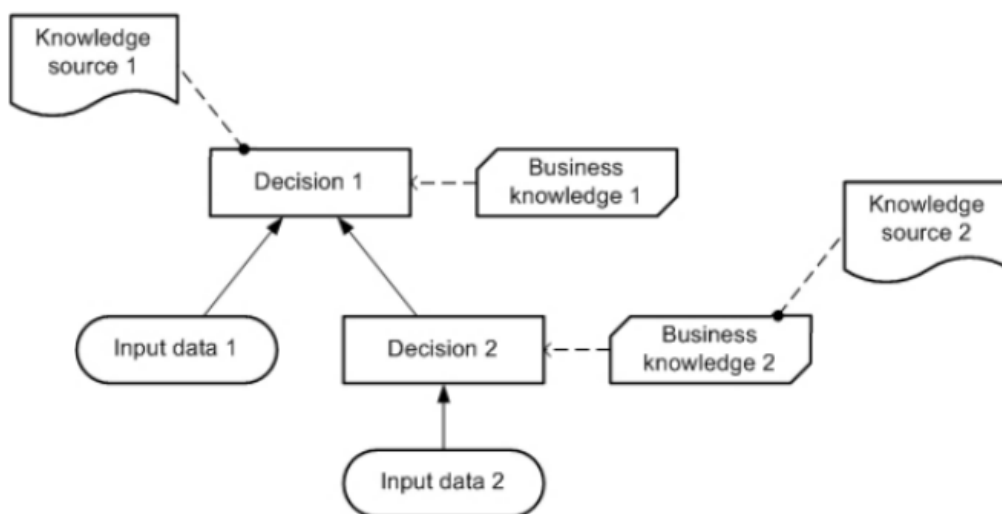 Knowledge
source 1
Decision 1
Business
knowledge 1
Knowledge
source 2
Input data 1
Decision 2
Business
knowledge 2
Input data 2